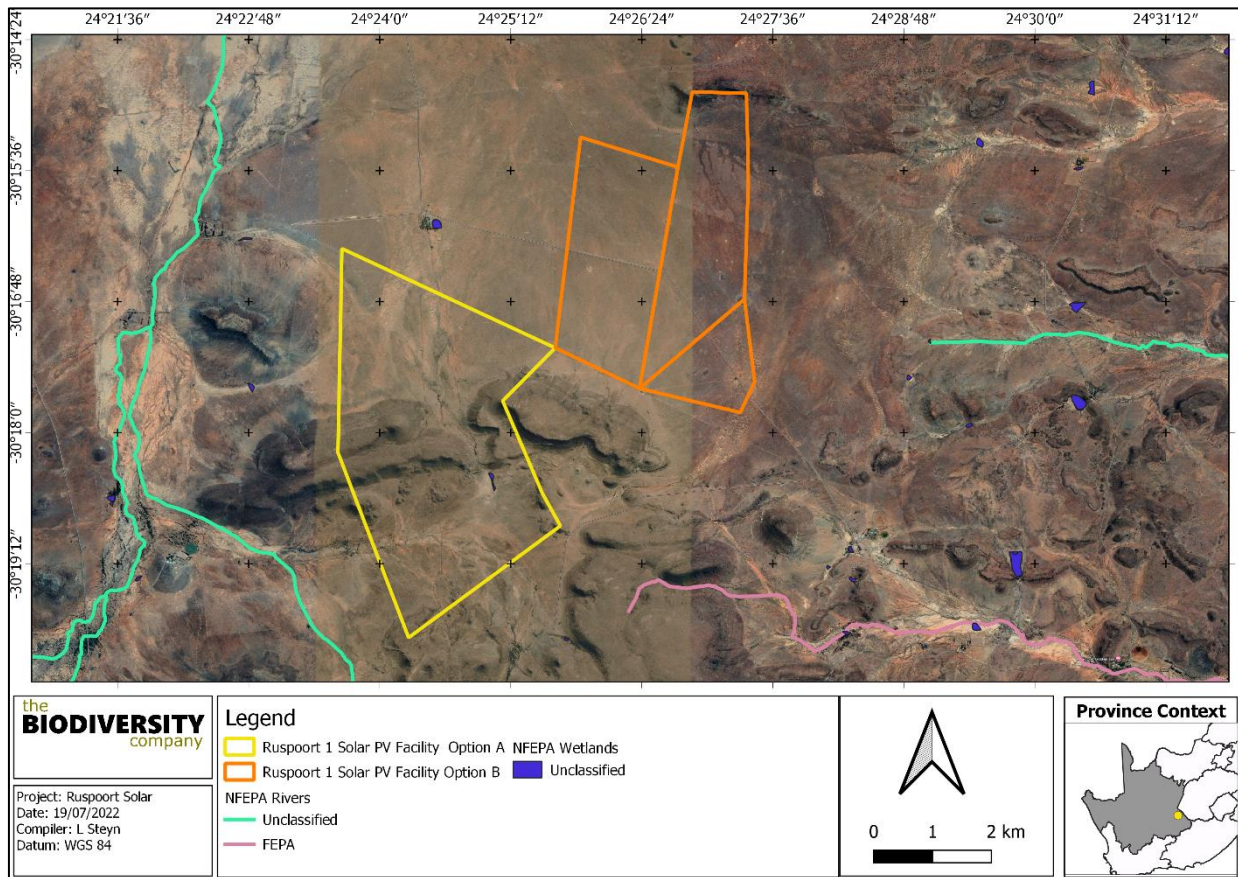 24°21′36″ 24°22′48″ 24°24′0″ 24°25′12″ 24°26′24″ 24°27′36″ 24°28′48″ 24°30′0″ 24°31′12″
-30°14′24″
-30°15′36″
-30°16′48″
-30°18′0″
-30°19′12″
the
BIODIVERSITY
company
Project: Ruspoort Solar
Date: 19/07/2022
Compiler: L Steyn
Datum: WGS 84
Legend
Ruspoort 1 Solar PV Facility Option A
Ruspoort 1 Solar PV Facility Option B
NFEPA Rivers
Unclassified
FEPA
NFEPA Wetlands
Unclassified
0 1 2 km
Province Context